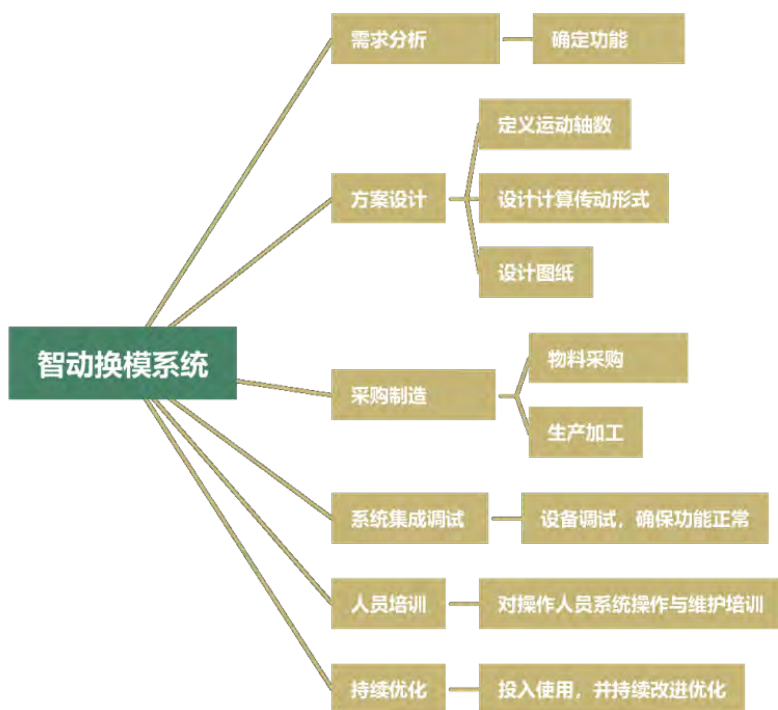 智动换模系统
需求分析
确定功能
方案设计
定义运动轴数
设计计算传动形式
设计图纸
采购制造
物料采购
生产加工
系统集成调试
设备调试，确保功能正常
人员培训
对操作人员系统操作与维护培训
持续优化
投入使用，并持续改进优化